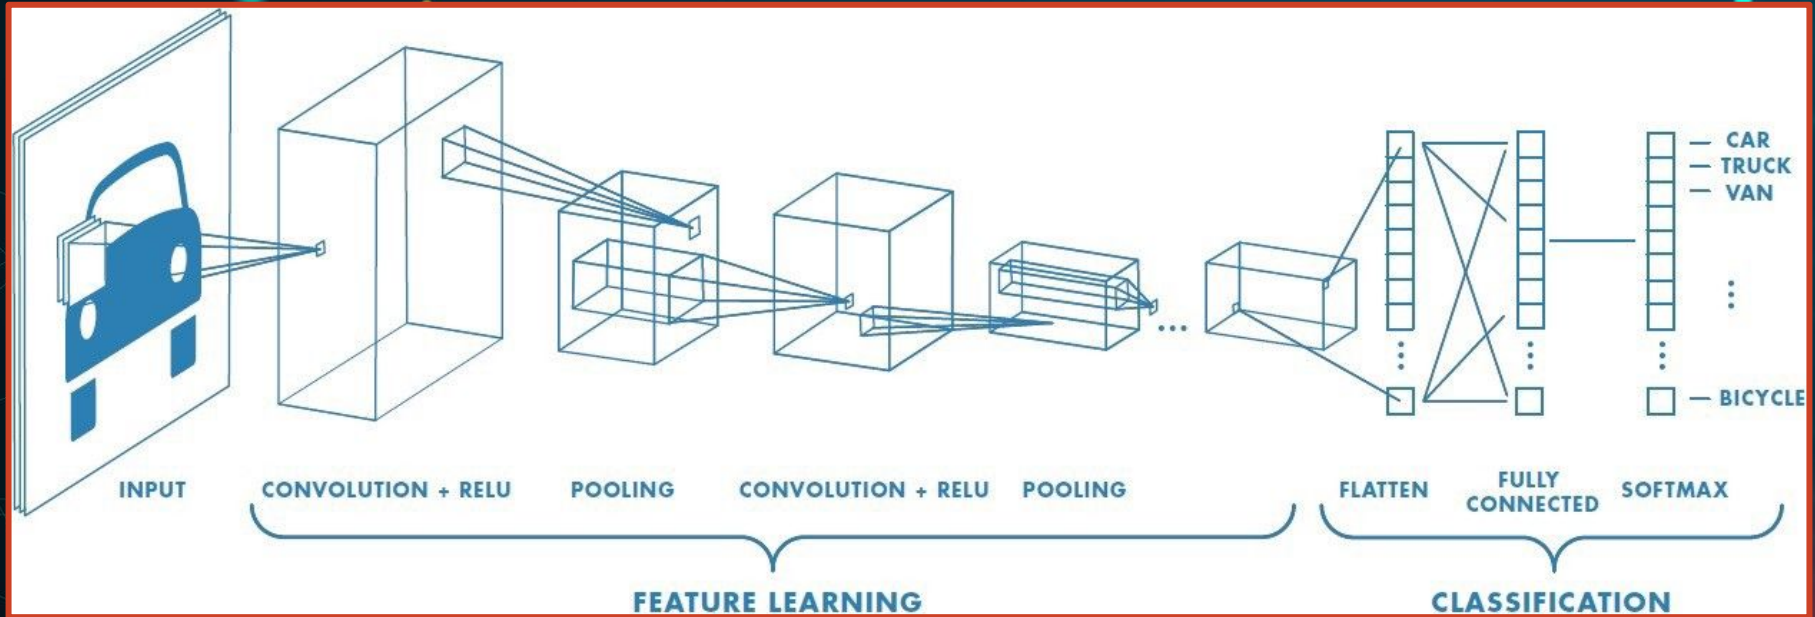 CAR
TRUCK
VAN
BICYCLE
INPUT
CONVOLUTION + RELU
POOLING
CONVOLUTION + RELU
POOLING
FLATTEN
FULLY
CONNECTED
SOFTMAX
FEATURE LEARNING
CLASSIFICATION